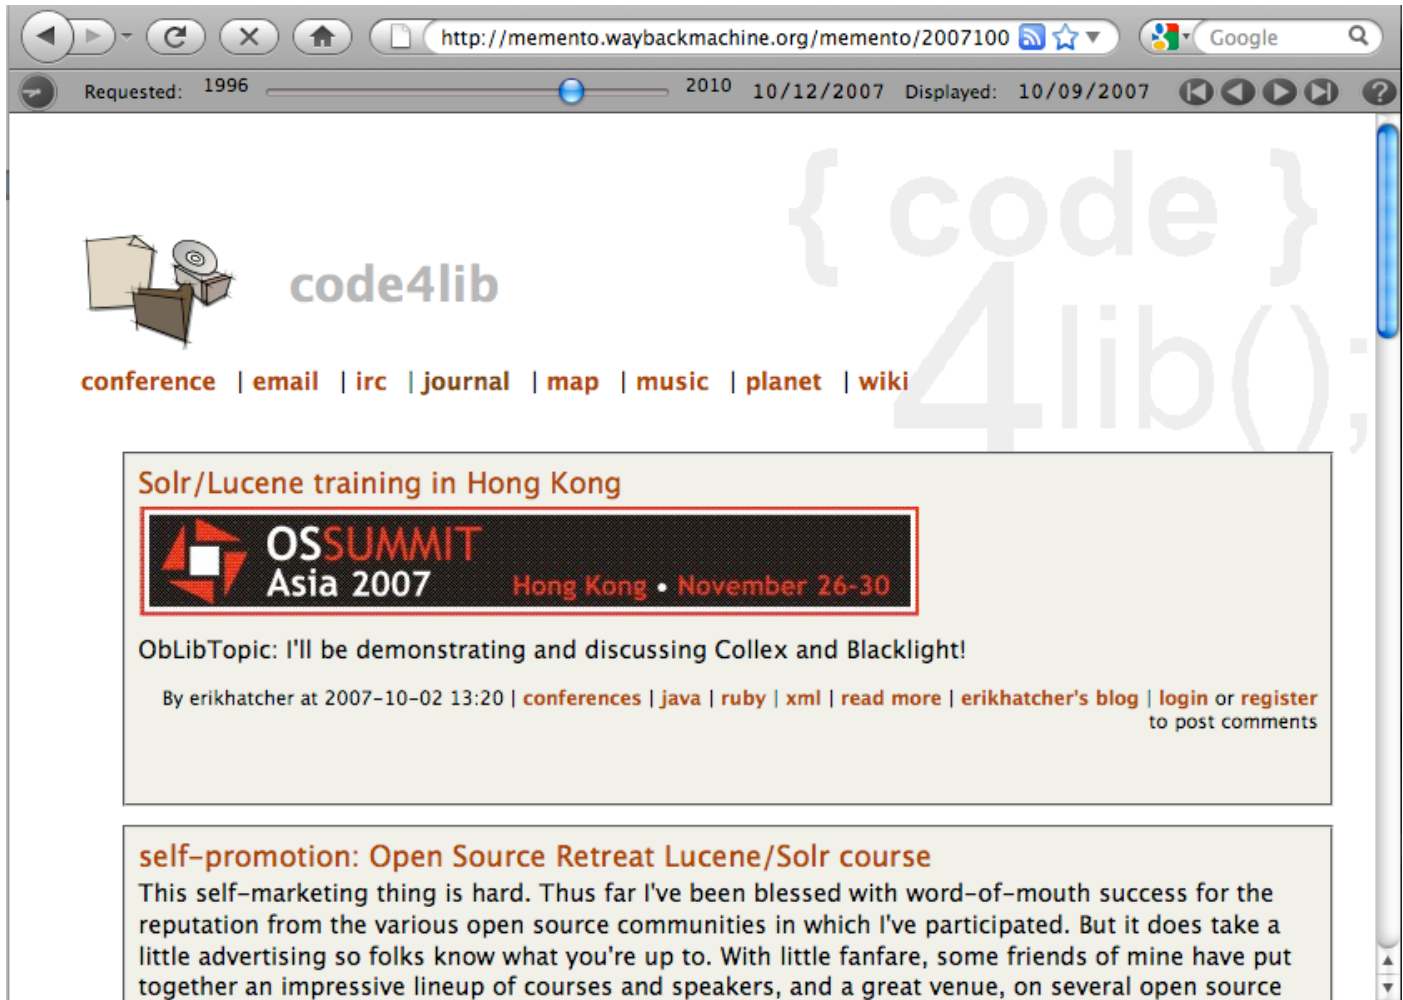 http://memento.waybackmachine.org/memento/2007100
Google
Requested: 1996 2010 10/12/2007 Displayed: 10/09/2007 ?
{ code }
4lib();
code4lib
conference | email | irc | journal | map | music | planet | wiki
Solr/Lucene training in Hong Kong
OSSUMMIT
Asia 2007 Hong Kong • November 26-30
ObLibTopic: I'll be demonstrating and discussing Collex and Blacklight!
By erikhatcher at 2007-10-02 13:20 | conferences | java | ruby | xml | read more | erikhatcher's blog | login or register
to post comments
self-promotion: Open Source Retreat Lucene/Solr course
This self-marketing thing is hard. Thus far I've been blessed with word-of-mouth success for the
reputation from the various open source communities in which I've participated. But it does take a
little advertising so folks know what you're up to. With little fanfare, some friends of mine have put
together an impressive lineup of courses and speakers, and a great venue, on several open source